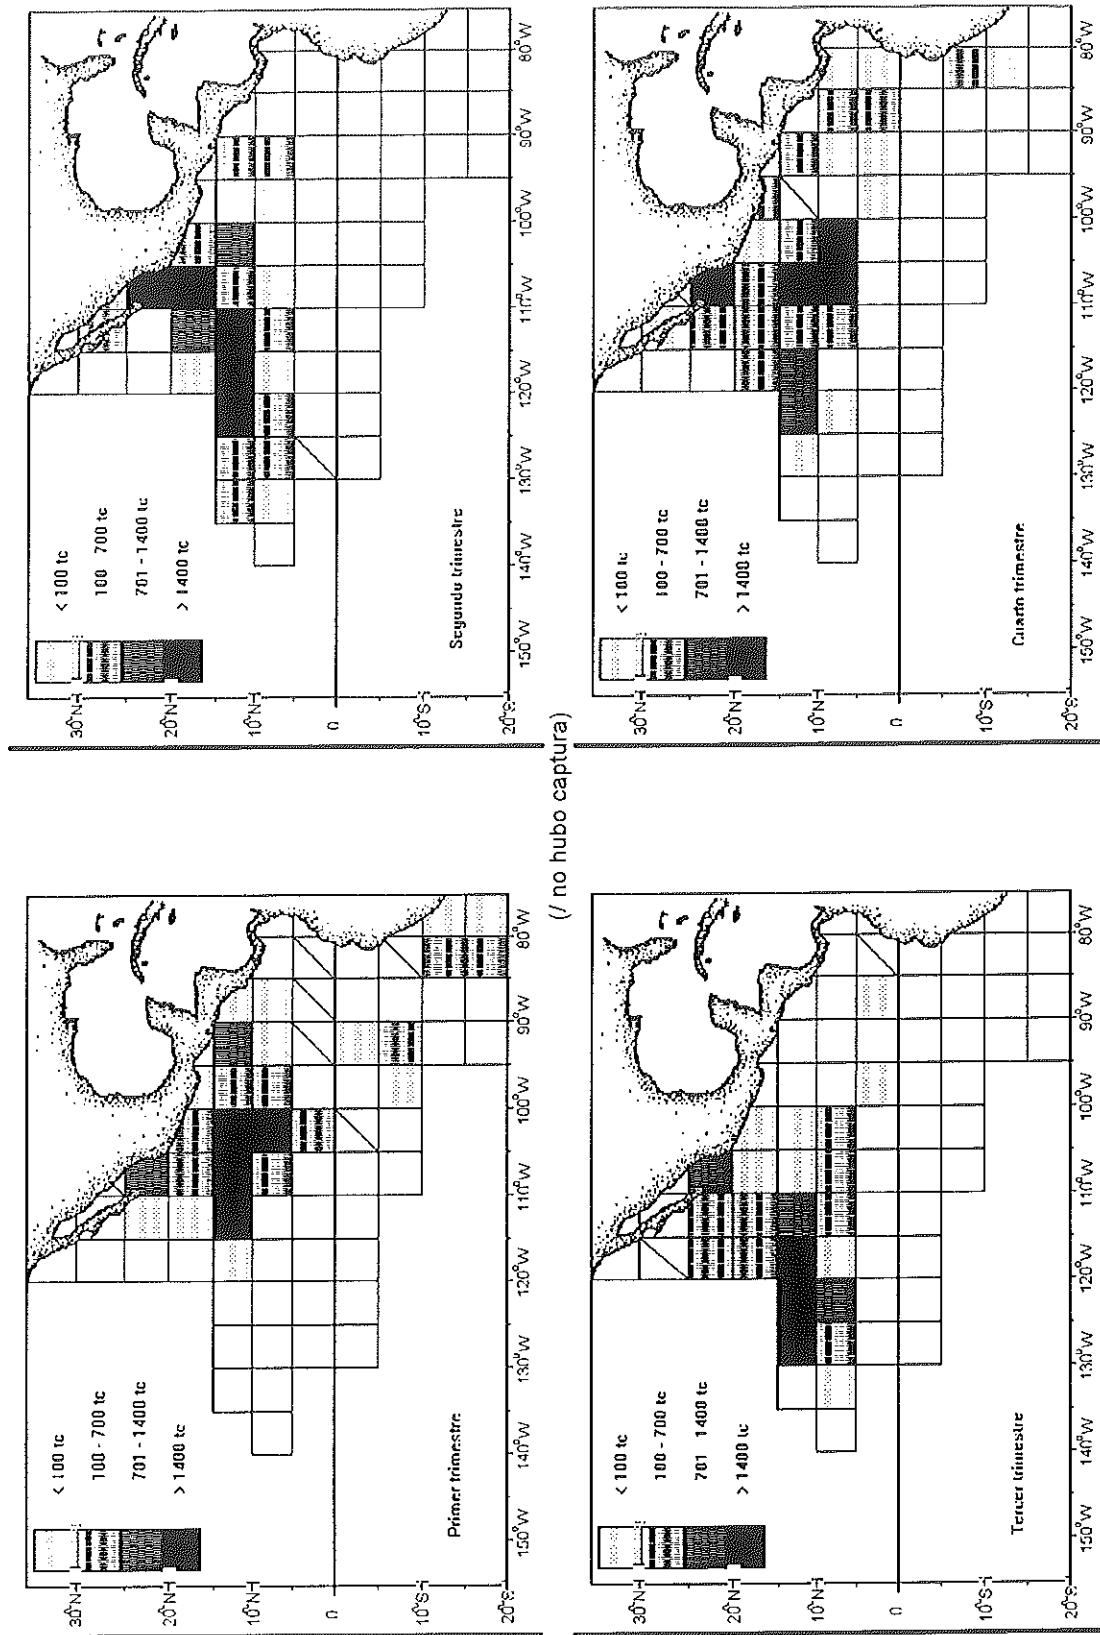 30°N
20°N
10°N
0
10°S
20°S
< 100 tc
100 - 700 tc
701 - 1400 tc
> 1400 tc
Primer trimestre
150°W 140°W 130°W 120°W 110°W 100°W 90°W 80°W
30°N
20°N
10°N
0
10°S
20°S
< 100 tc
100 - 700 tc
701 - 1400 tc
> 1400 tc
Segundo trimestre
150°W 140°W 130°W 120°W 110°W 100°W 90°W 80°W
(/ no hubo captura)
30°N
20°N
10°N
0
10°S
20°S
< 100 tc
100 - 700 tc
701 - 1400 tc
> 1400 tc
Tercer trimestre
150°W 140°W 130°W 120°W 110°W 100°W 90°W 80°W
30°N
20°N
10°N
0
10°S
20°S
< 100 tc
100 - 700 tc
701 - 1400 tc
> 1400 tc
Cuarto trimestre
150°W 140°W 130°W 120°W 110°W 100°W 90°W 80°W